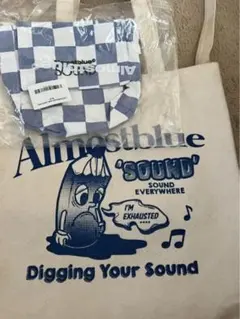 Almostblue
'SOUND'
SOUND
EVERYWHERE
I'M
EXHAUSTED
Digging Your Sound